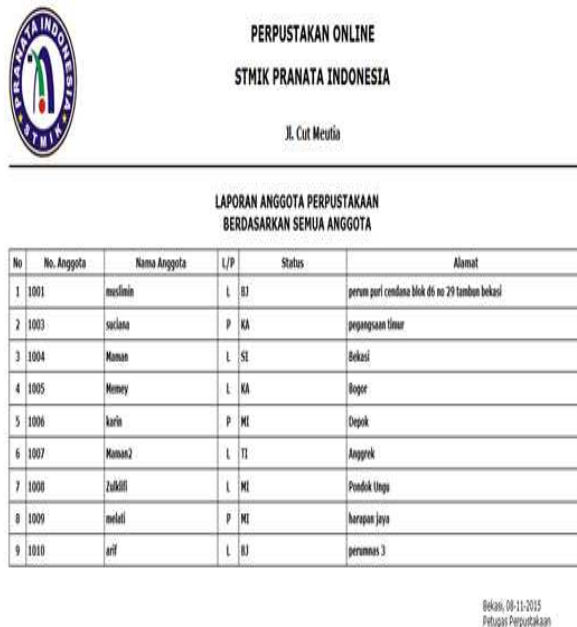 PRANATA INDONESIA
STMIK
PERPUSTAKAN ONLINE
STMIK PRANATA INDONESIA
Jl. Cut Meutia
LAPORAN ANGGOTA PERPUSTAKAAN
BERDASARKAN SEMUA ANGGOTA
No No. Anggota Nama Anggota L/P Status Alamat
1 1001 muslimin L BJ perum puri cendana blok d6 no 29 tambun bekasi
2 1003 suciana P KA pegangsaan timur
3 1004 Maman L SI Bekasi
4 1005 Memey L KA Bogor
5 1006 karin P MI Depok
6 1007 Maman2 L TI Anggrek
7 1008 Zulkifli L MI Pondok Ungu
8 1009 melati P MI harapan jaya
9 1010 arif L BJ perumnas 3
Bekasi, 08-11-2015
Petugas Perpustakaan